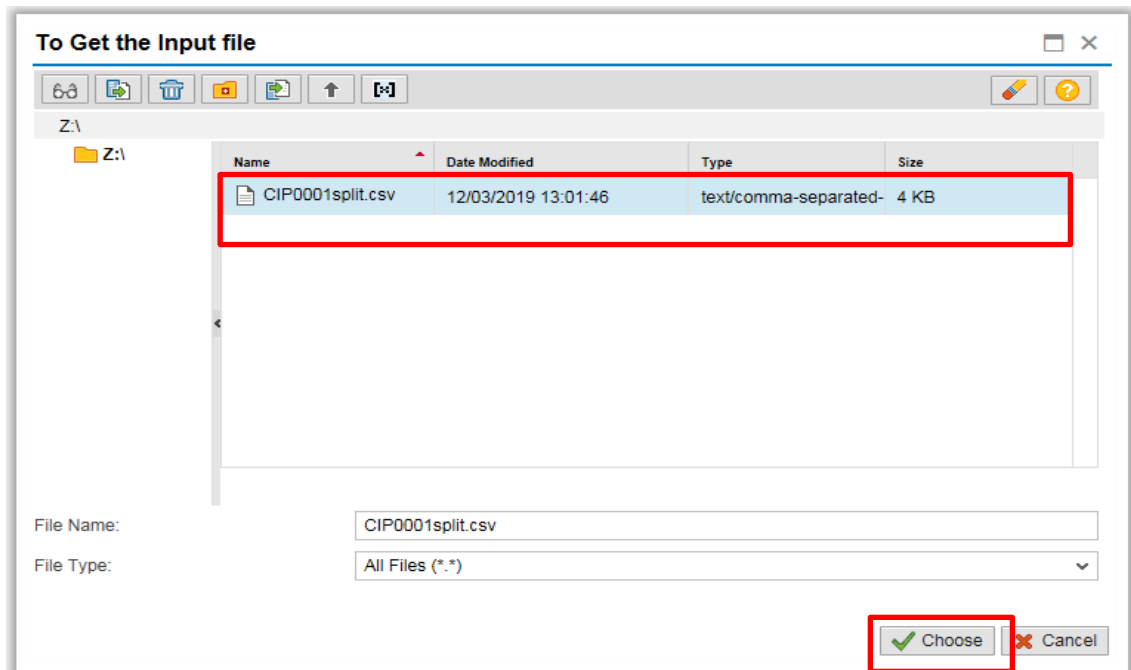 To Get the Input file
Z:\
Z:\
Name Date Modified Type Size
CIP0001split.csv 12/03/2019 13:01:46 text/comma-separated- 4 KB
File Name: CIP0001split.csv
File Type: All Files (*.*)
Choose Cancel